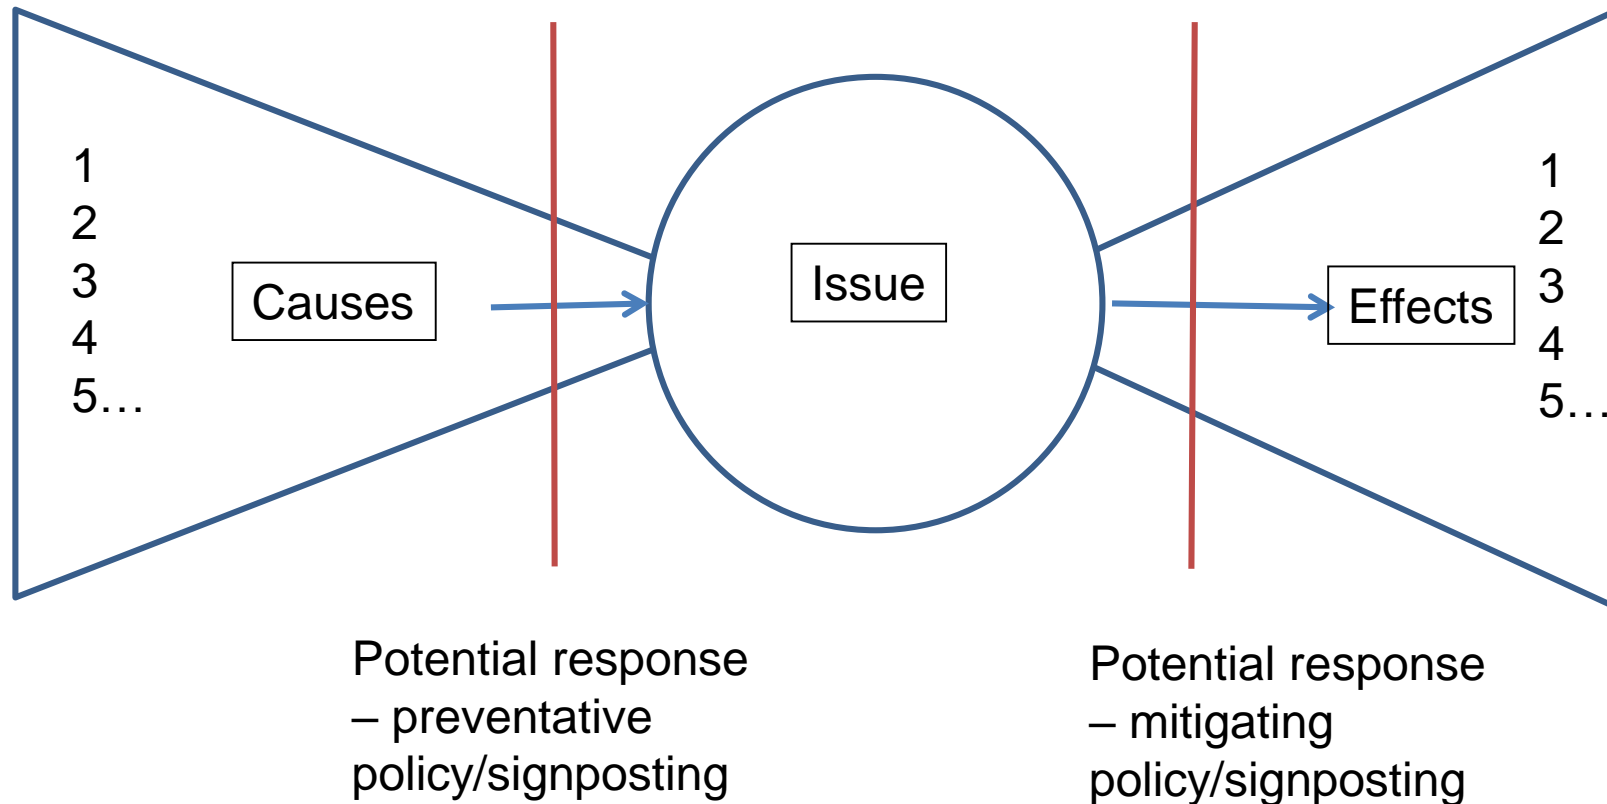 1
2
3
4
5…
Causes
Issue
Effects
1
2
3
4
5…
Potential response
– preventative
policy/signposting
Potential response
– mitigating
policy/signposting